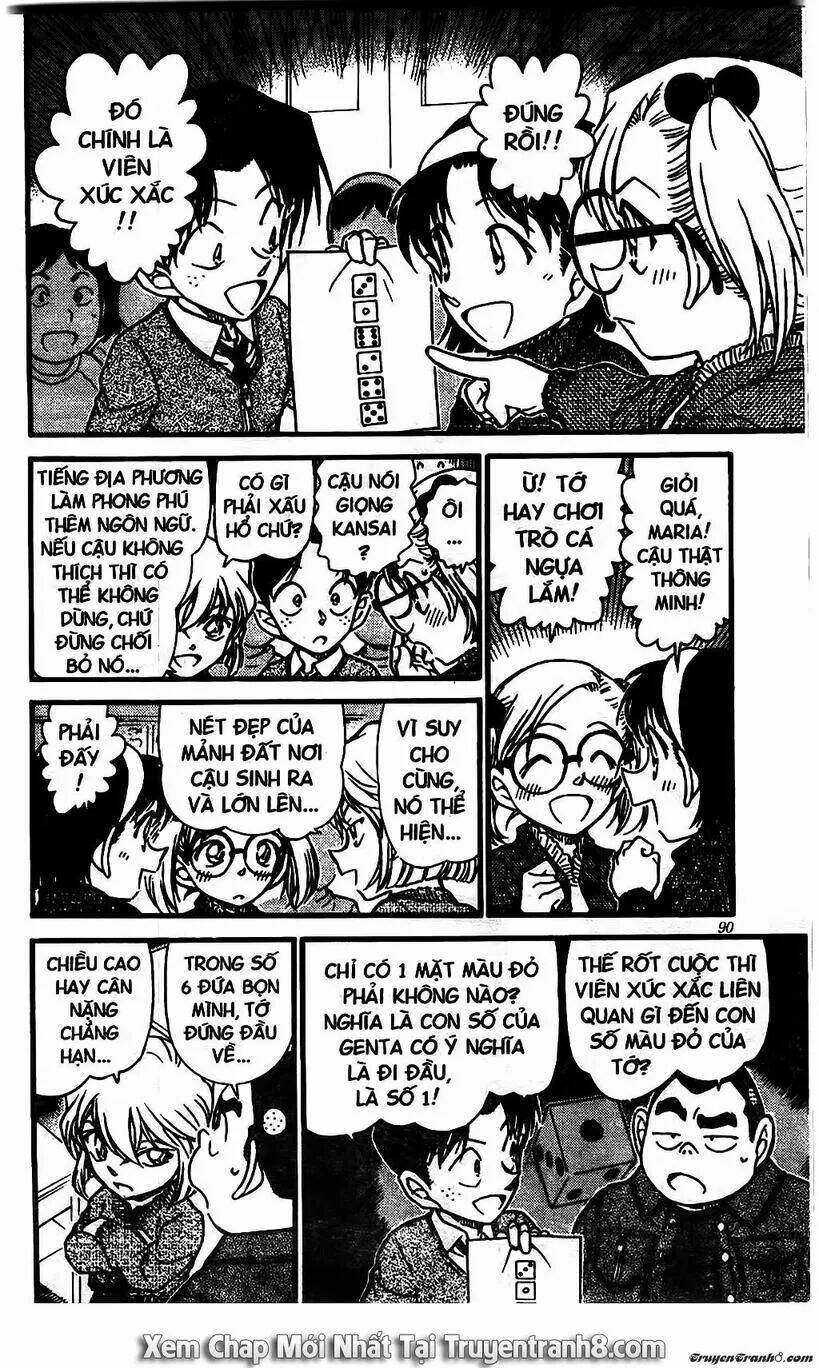 ĐÚNG
RỒI!!
ĐÓ
CHÍNH LÀ
VIÊN
XÚC XẮC
!!
GIỎI
QUÁ,
MARIA!
CẬU THẬT
THÔNG
MINH!
Ừ! TỚ
HAY CHƠI
TRÒ CÁ
NGỰA
LẮM!
ÔI
...
CẬU NÓI
GIỌNG
KANSAI
?
CÓ GÌ
PHẢI XẤU
HỔ CHỨ?
TIẾNG ĐỊA PHƯƠNG
LÀM PHONG PHÚ
THÊM NGÔN NGỮ.
NẾU CẬU KHÔNG
THÍCH THÌ CÓ
THỂ KHÔNG
DÙNG, CHỨ
ĐỪNG CHỐI
BỎ NÓ...
VÌ SUY
CHO
CÙNG,
NÓ THỂ
HIỆN...
NÉT ĐẸP CỦA
MẢNH ĐẤT NƠI
CẬU SINH RA
VÀ LỚN LÊN...
PHẢI
ĐẤY
!
90
THẾ RỐT CUỘC THÌ
VIÊN XÚC XẮC LIÊN
QUAN GÌ ĐẾN CON
SỐ MÀU ĐỎ CỦA
TỚ?
CHỈ CÓ 1 MẶT MÀU ĐỎ
PHẢI KHÔNG NÀO?
NGHĨA LÀ CON SỐ CỦA
GENTA CÓ Ý NGHĨA
LÀ ĐI ĐẦU,
LÀ SỐ 1!
TRONG SỐ
6 ĐỨA BỌN
MÌNH, TỚ
ĐỨNG ĐẦU
VỀ...
CHIỀU CAO
HAY CÂN
NẶNG
CHẲNG
HẠN...
Xem Chap Mới Nhất Tại Truyentranh8.com
TruyenTranh8.com